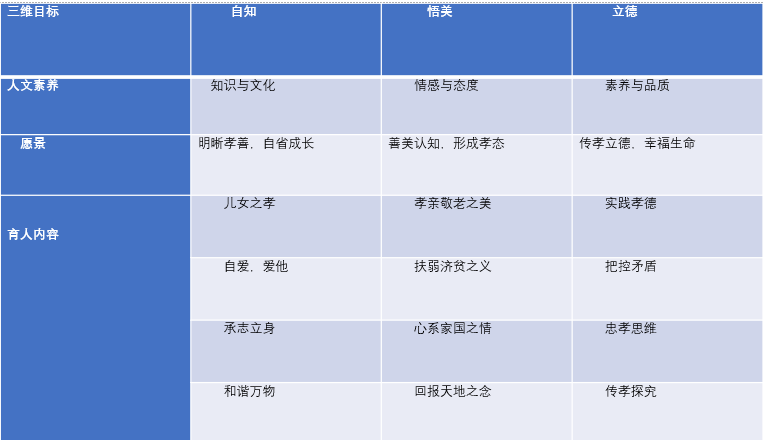 三维目标 自知 悟美 立德
人文素养 知识与文化 情感与态度 素养与品质
愿景 明晰孝善，自省成长 善美认知，形成孝态 传孝立德，幸福生命
儿女之孝 孝亲敬老之美 实践孝德
育人内容
自爱，爱他 扶弱济贫之义 把控矛盾
承志立身 心系家国之情 忠孝思维
和谐万物 回报天地之念 传孝探究